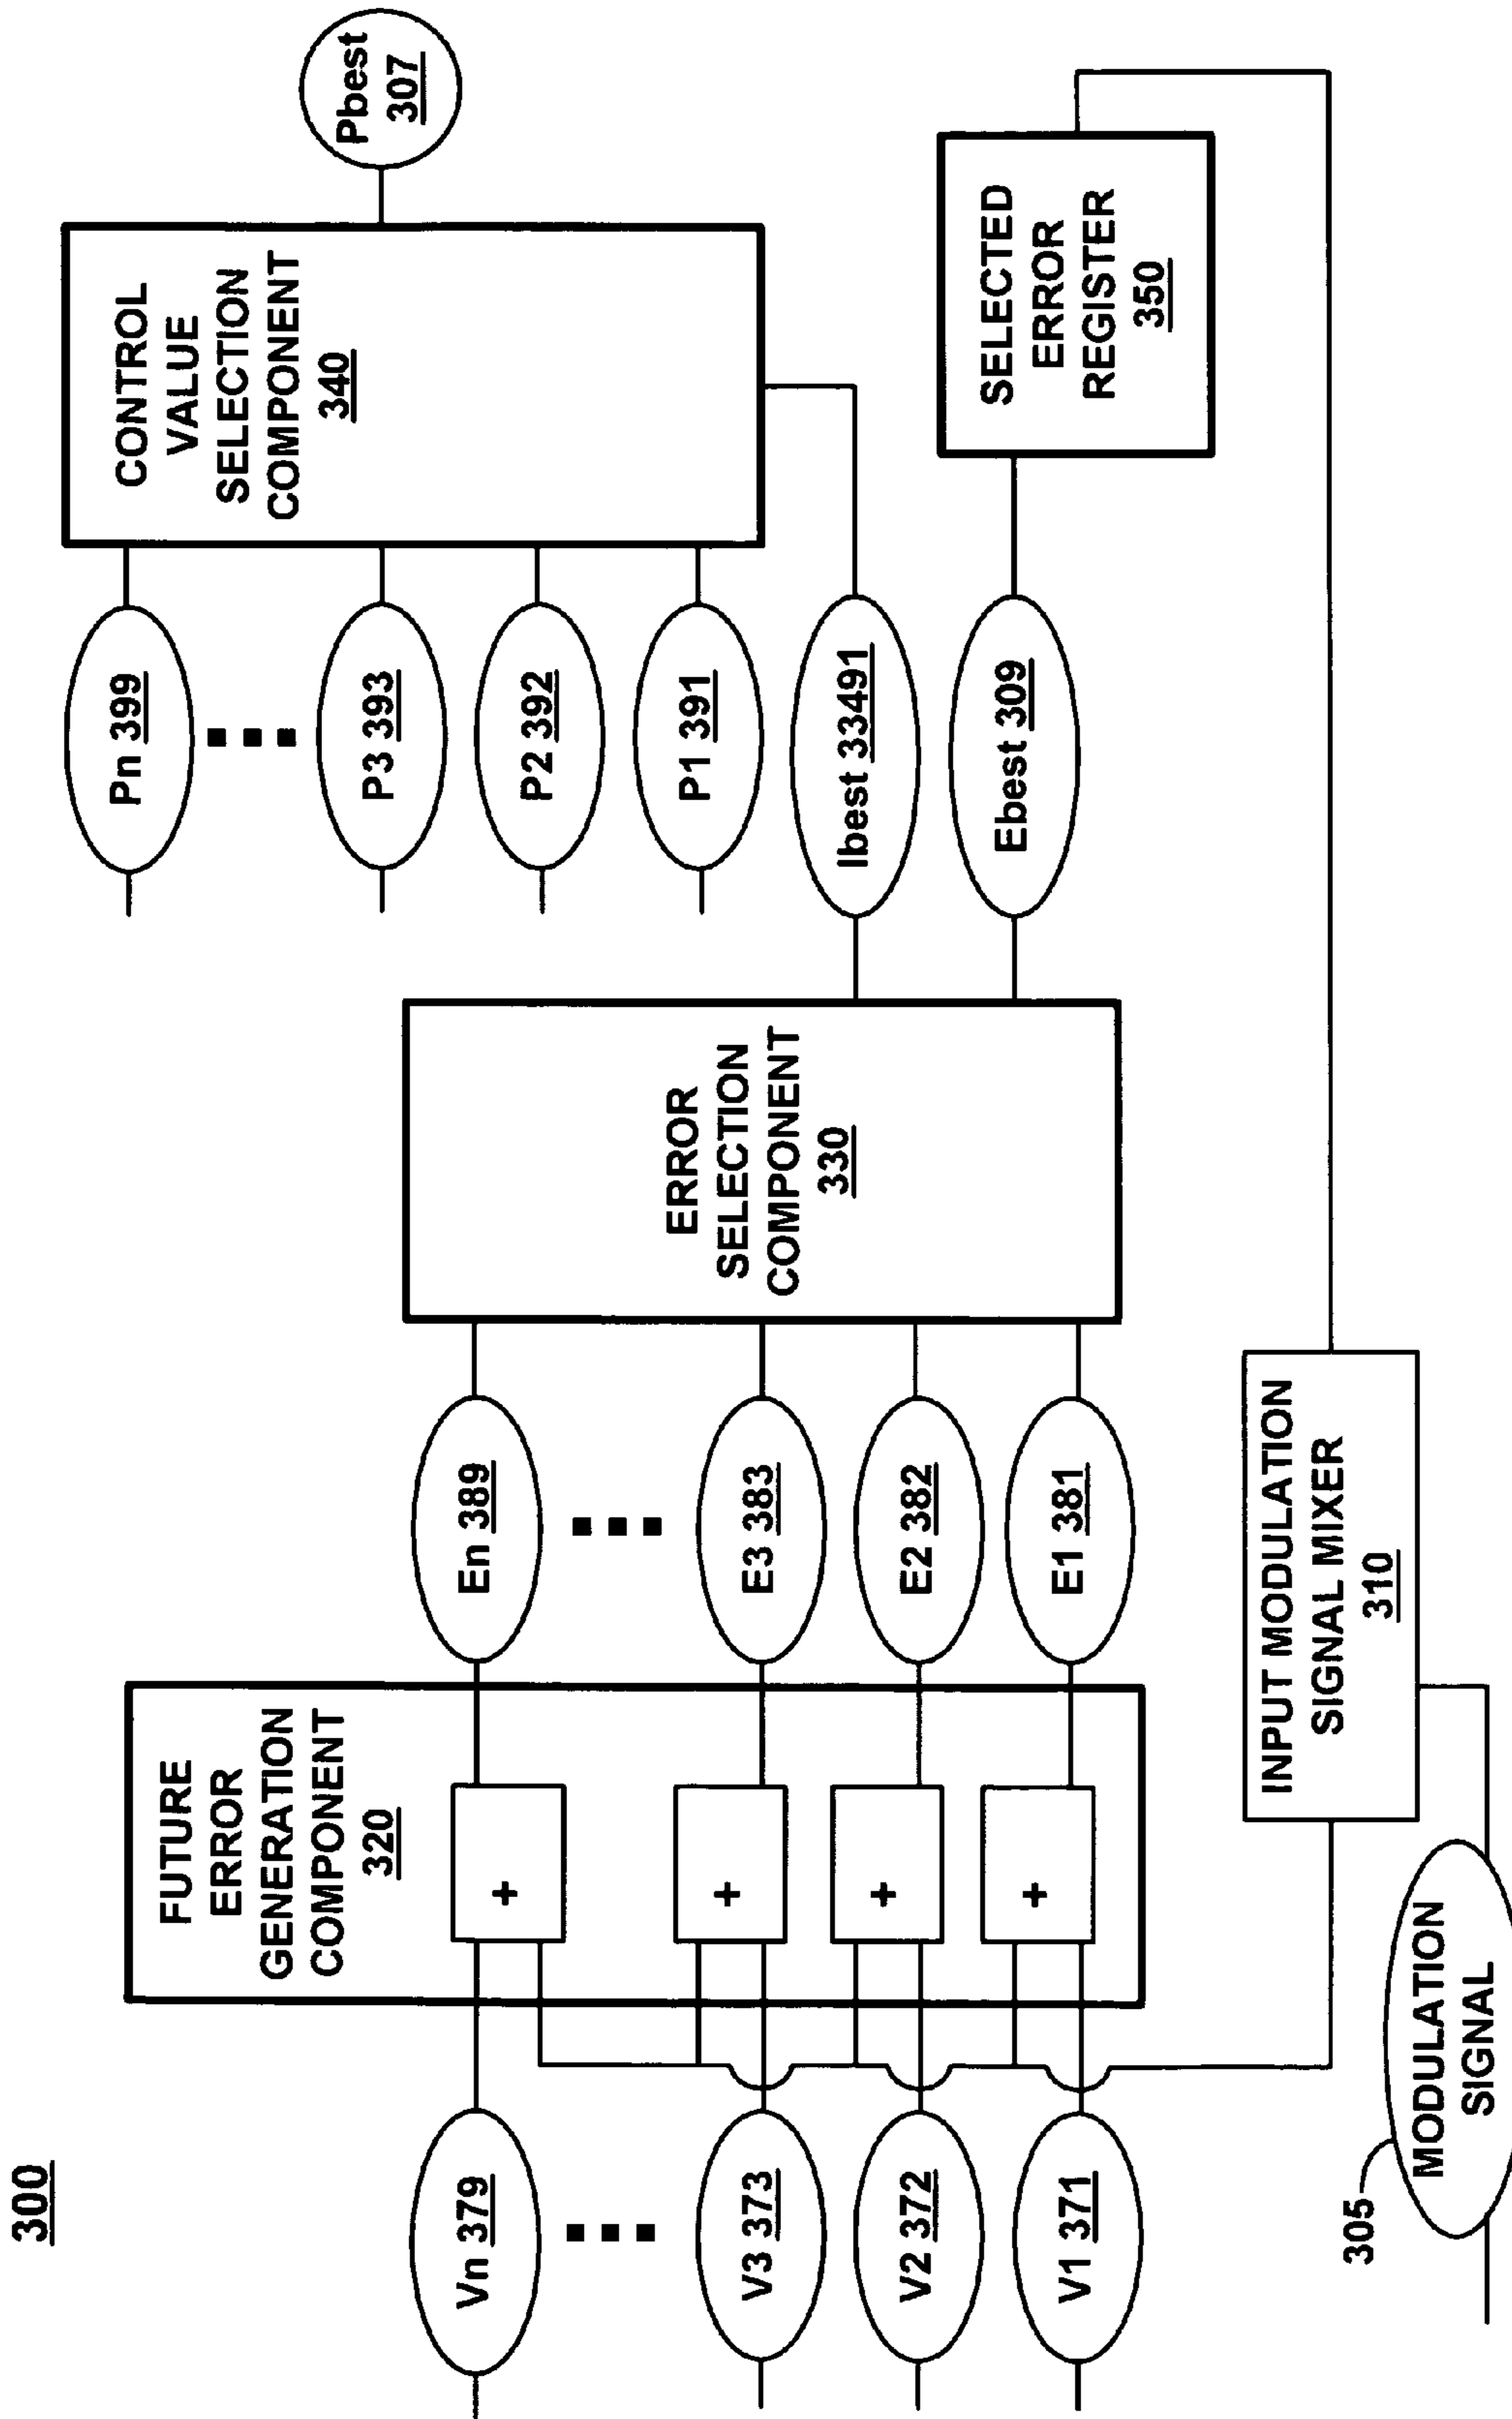 300
FUTURE
ERROR
GENERATION
COMPONENT
320
Vn 379
V3 373
V2 372
V1 371
+
+
+
+
En 389
E3 383
E2 382
E1 381
ERROR
SELECTION
COMPONENT
330
Pn 399
P3 393
P2 392
P1 391
Ibest 33491
Ebest 309
CONTROL
VALUE
SELECTION
COMPONENT
340
Pbest
307
SELECTED
ERROR
REGISTER
350
INPUT MODULATION
SIGNAL MIXER
310
305
MODULATION
SIGNAL